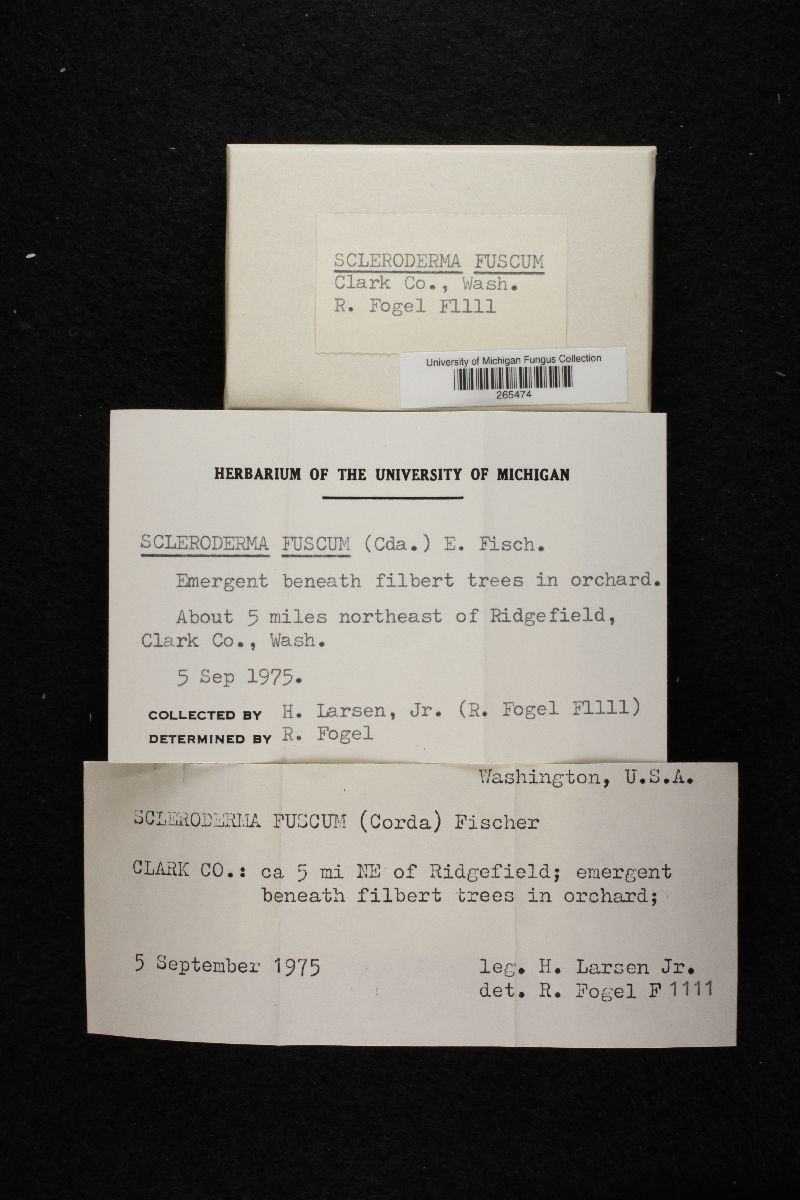 SCLERODERMA FUSCUM
Clark Co., Wash.
R. Fogel F1111
University of Michigan Fungus Collection
265474
HERBARIUM OF THE UNIVERSITY OF MICHIGAN
SCLERODERMA FUSCUM (Cda.) E. Fisch.
Emergent beneath filbert trees in orchard.
About 5 miles northeast of Ridgefield,
Clark Co., Wash.
5 Sep 1975.
COLLECTED BY H. Larsen, Jr. (R. Fogel F1111)
DETERMINED BY R. Fogel
Washington, U.S.A.
SCLERODERMA FUSCUM (Corda) Fischer
CLARK CO.: ca 5 mi NE of Ridgefield; emergent
beneath filbert trees in orchard;
5 September 1975 leg. H. Larsen Jr.
det. R. Fogel F 1111